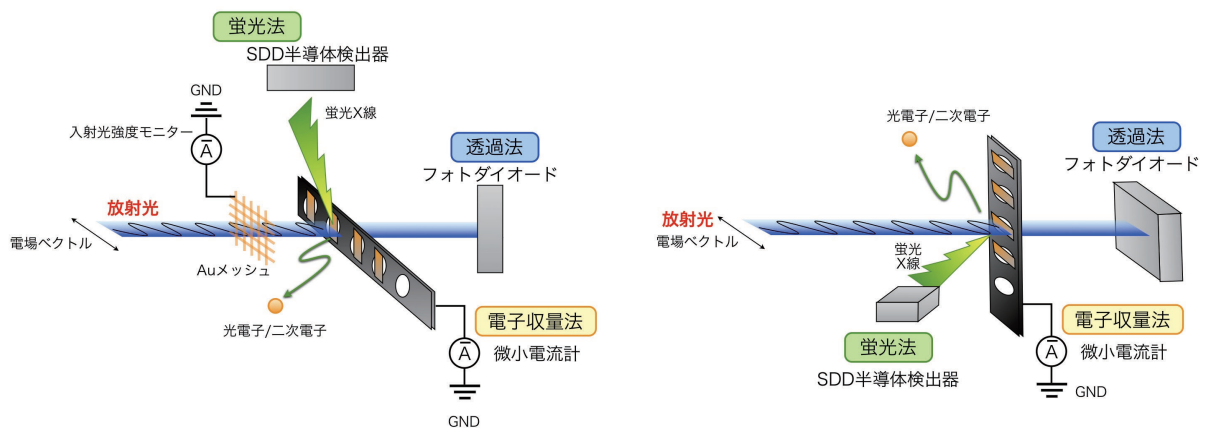 蛍光法
SDD半導体検出器
GND
蛍光X線
入射光強度モニター
A
透過法
フォトダイオード
放射光
電場ベクトル
Auメッシュ
光電子/二次電子
電子収量法
A
微小電流計
GND
光電子/二次電子
透過法
フォトダイオード
放射光
電場ベクトル
蛍光
X線
電子収量法
蛍光法
A
微小電流計
SDD半導体検出器
GND